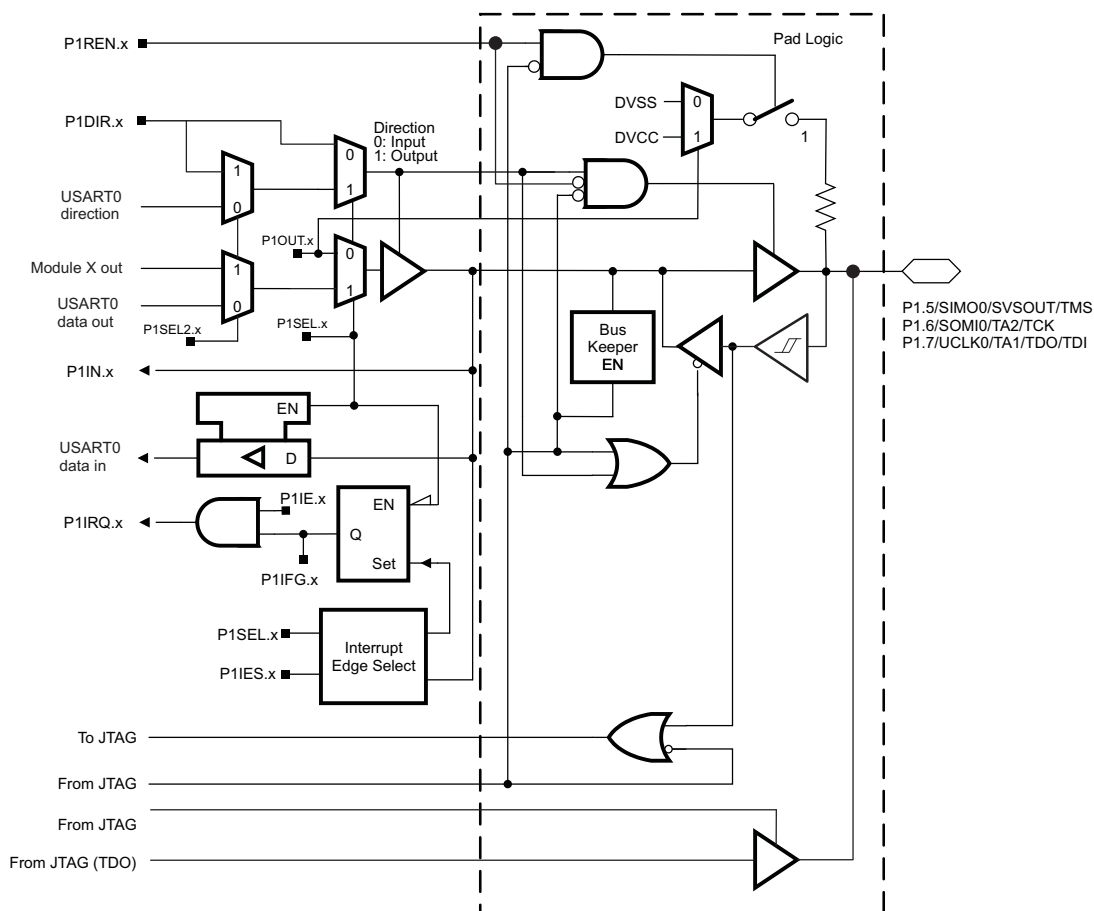 P1REN.x
Pad Logic
DVSS
0
DVCC
1
1
P1DIR.x
Direction
0: Input
1: Output
0
1
1
0
USART0
direction
P1OUT.x
Module X out
1
0
0
1
USART0
data out
P1SEL2.x
P1SEL.x
P1.5/SIMO0/SVSOUT/TMS
P1.6/SOMI0/TA2/TCK
P1.7/UCLK0/TA1/TDO/TDI
Bus
Keeper
EN
P1IN.x
EN
USART0
data in
D
P1IE.x
EN
P1IRQ.x
Q
Set
P1IFG.x
P1SEL.x
Interrupt
Edge Select
P1IES.x
To JTAG
From JTAG
From JTAG
From JTAG (TDO)